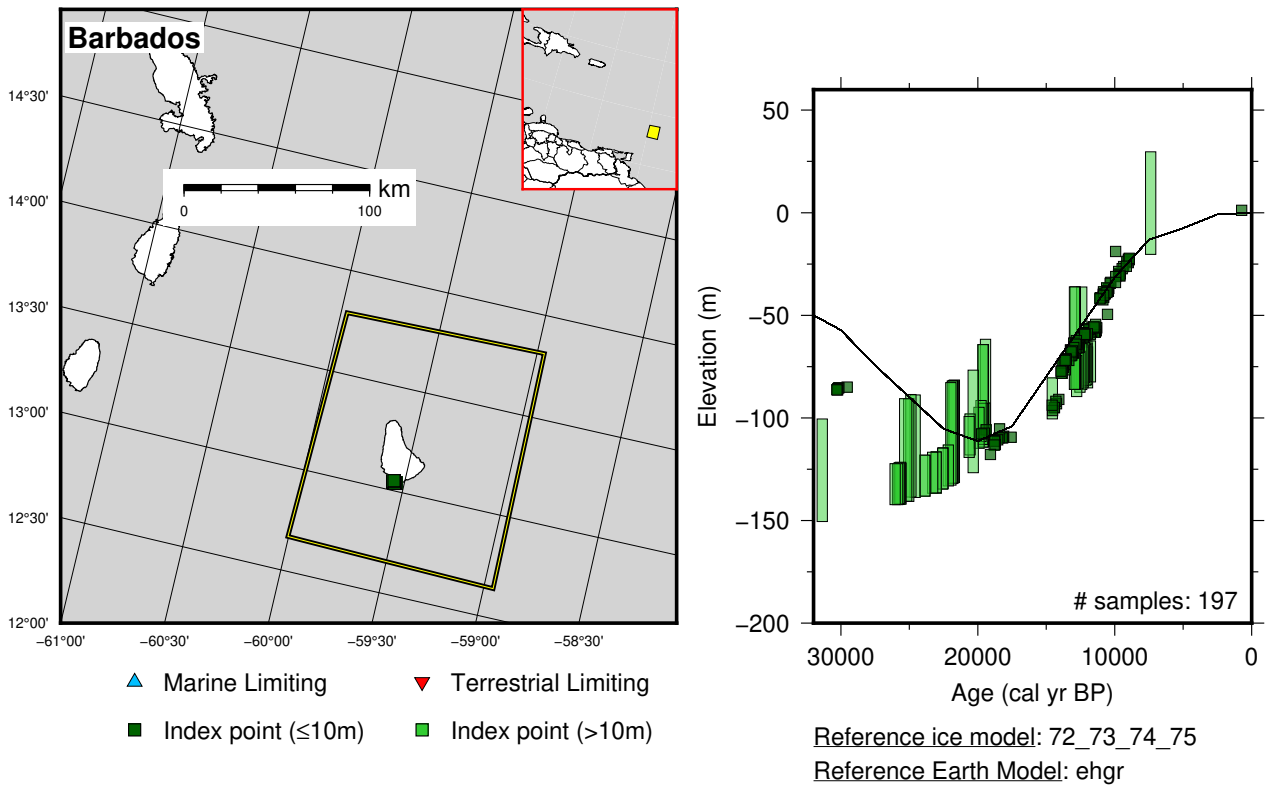 Barbados
14°30'
14°00'
13°30'
13°00'
12°30'
12°00'
−61°00'
−60°30'
−60°00'
−59°30'
−59°00'
−58°30'
km
0
100
Marine Limiting
Terrestrial Limiting
Index point (≤10m)
Index point (>10m)
Elevation (m)
50
0
−50
−100
−150
−200
# samples: 197
30000
20000
10000
0
Age (cal yr BP)
Reference ice model: 72_73_74_75
Reference Earth Model: ehgr